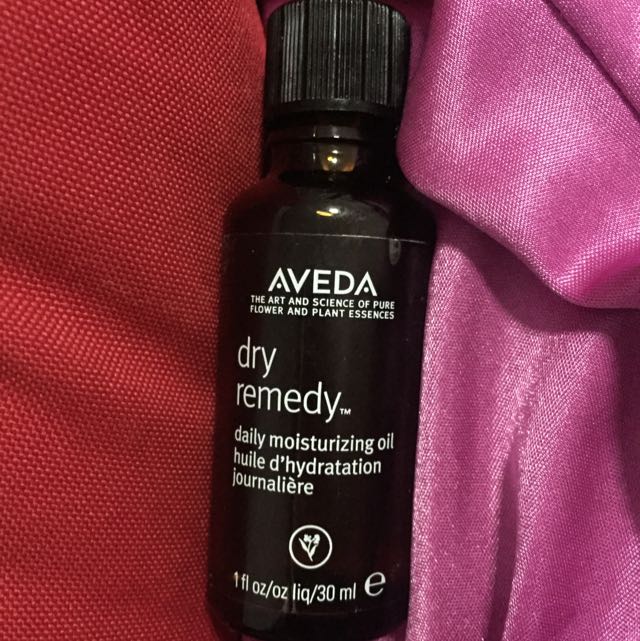 AVEDA
THE ART AND SCIENCE OF PURE
FLOWER AND PLANT ESSENCES
dry
remedy™
daily moisturizing oil
huile d'hydratation
journalière
1 fl oz/oz liq/30 ml e